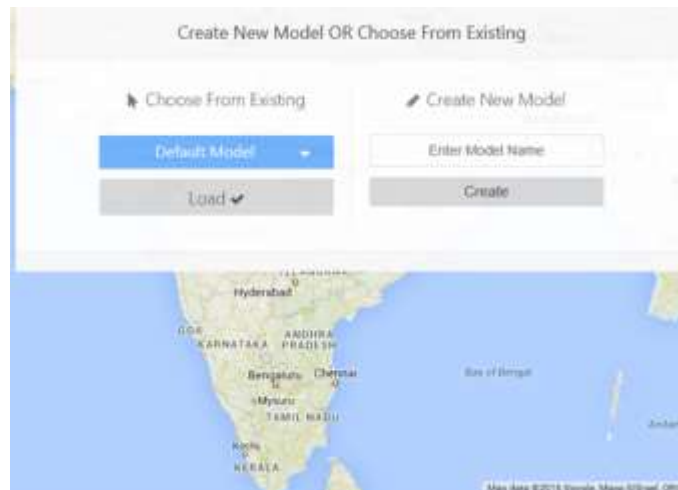 Create New Model OR Choose From Existing
Choose From Existing
Create New Model
Default Model
Enter Model Name
Load
Create
TELANGANA
Hyderabad
GOA
ANDHRA
KARNATAKA
PRADESH
Bengaluru
Chennai
Bay of Bengal
Mysuru
TAMIL NADU
Kochi
KERALA